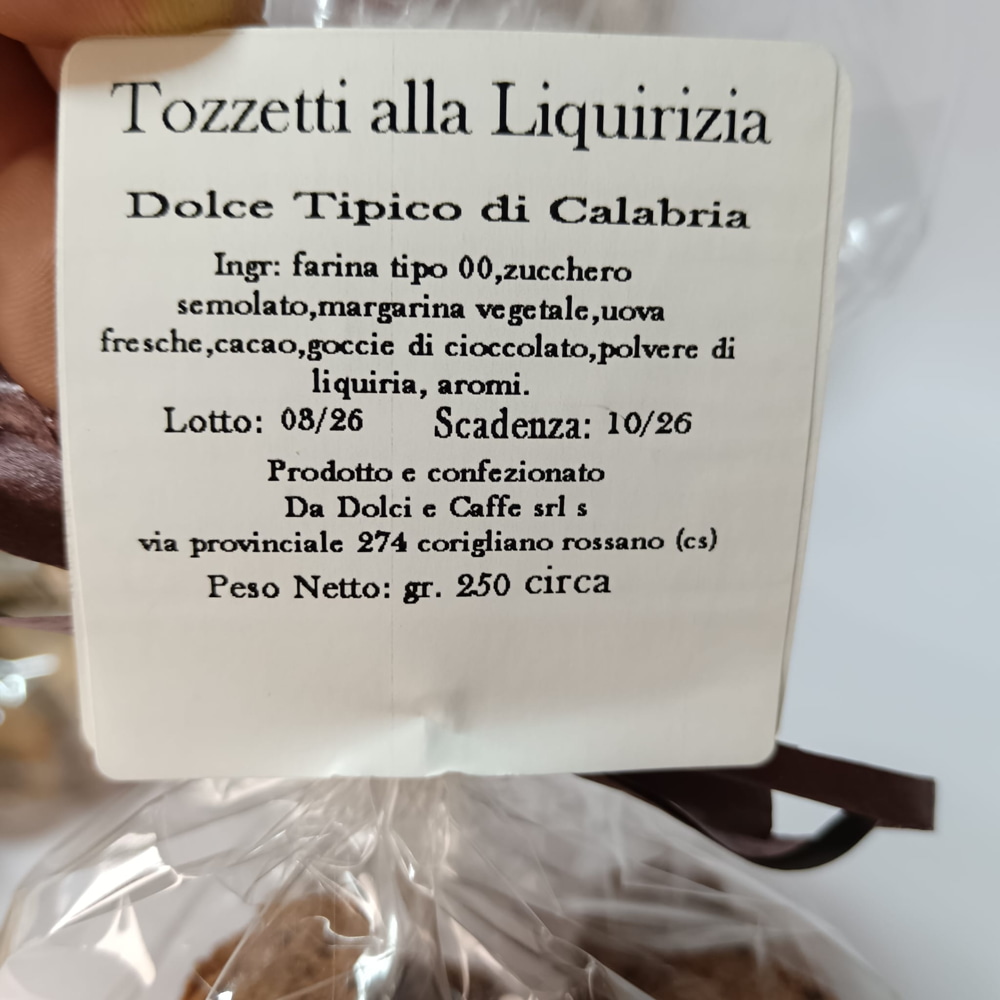 Tozzetti alla Liquirizia
Dolce Tipico di Calabria
Ingr: farina tipo 00,zucchero
semolato,margarina vegetale,uova
fresche,cacao,goccie di cioccolato,polvere di
liquiria, aromi.
Lotto: 08/26 Scadenza: 10/26
Prodotto e confezionato
Da Dolci e Caffe srl s
via provinciale 274 corigliano rossano (cs)
Peso Netto: gr. 250 circa